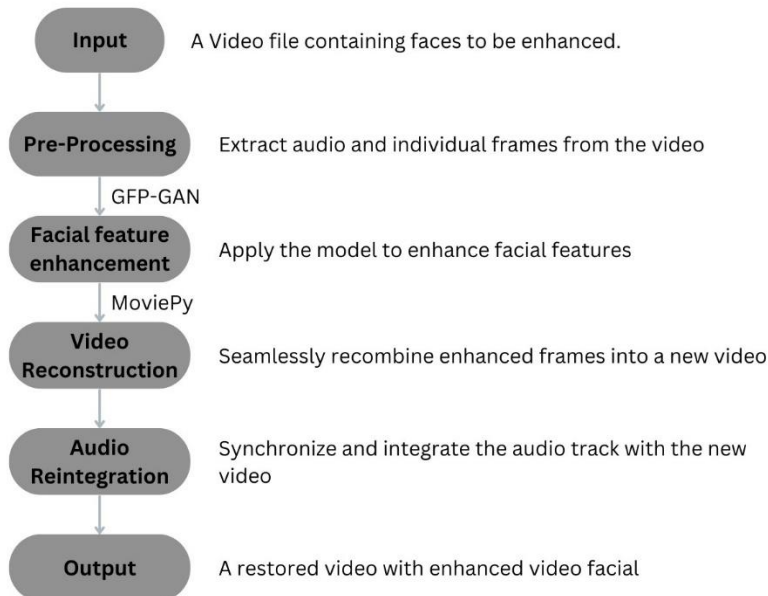 Input
A Video file containing faces to be enhanced.
Pre-Processing
Extract audio and individual frames from the video
GFP-GAN
Facial feature
enhancement
Apply the model to enhance facial features
MoviePy
Video
Reconstruction
Seamlessly recombine enhanced frames into a new video
Audio
Reintegration
Synchronize and integrate the audio track with the new
video
Output
A restored video with enhanced video facial